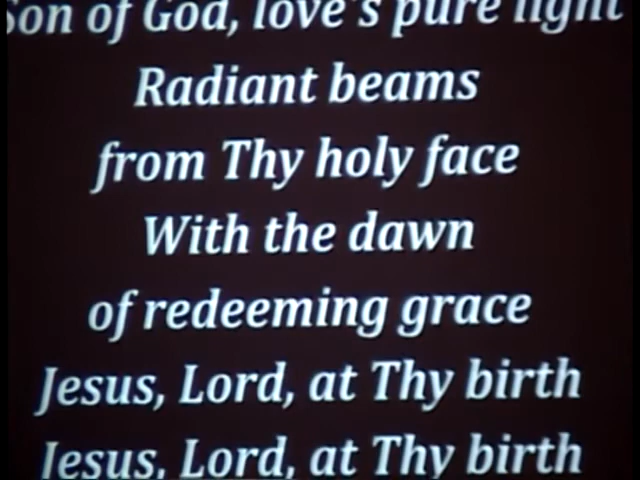 Son of God, love's pure light
Radiant beams
from Thy holy face
With the dawn
of redeeming grace
Jesus, Lord, at Thy birth
Jesus, Lord, at Thy birth